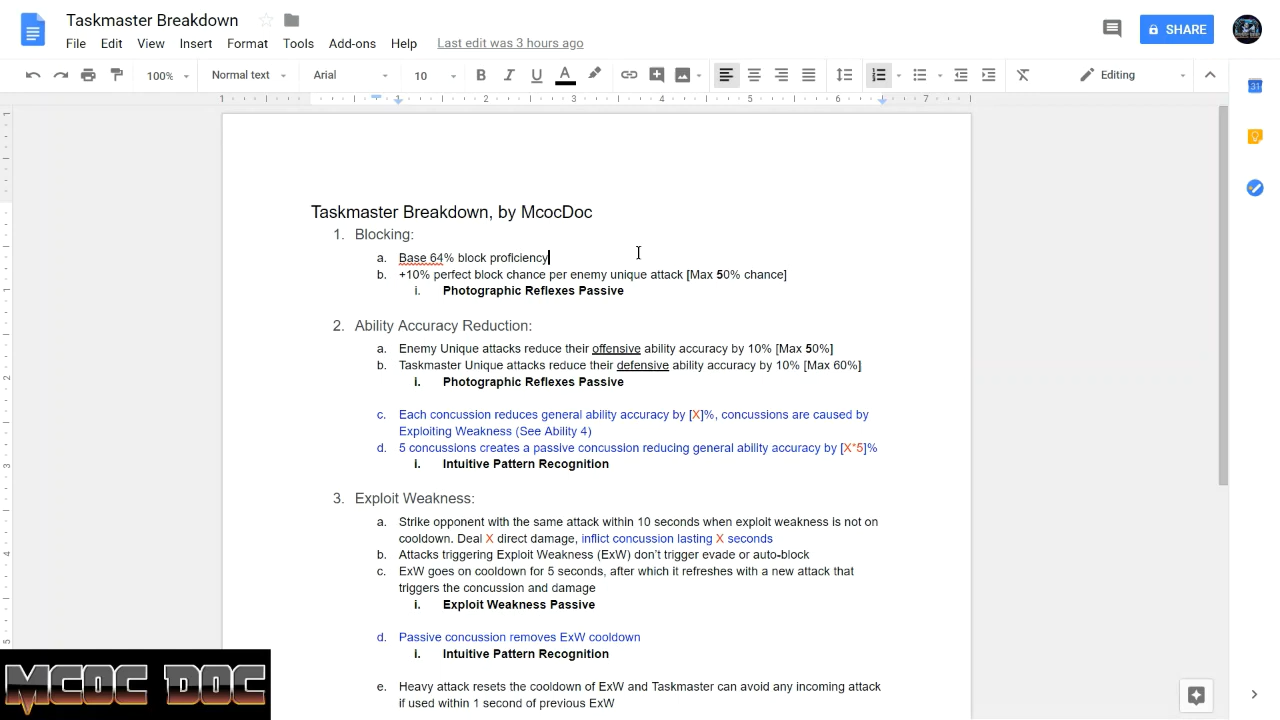 Taskmaster Breakdown
File Edit View Insert Format Tools Add-ons Help Last edit was 3 hours ago
SHARE
100% Normal text Arial 10 B I U A Editing
1 1 2 3 4 5 6 7
Taskmaster Breakdown, by McocDoc
1. Blocking:
a. Base 64% block proficiency
b. +10% perfect block chance per enemy unique attack [Max 50% chance]
i. Photographic Reflexes Passive
2. Ability Accuracy Reduction:
a. Enemy Unique attacks reduce their offensive ability accuracy by 10% [Max 50%]
b. Taskmaster Unique attacks reduce their defensive ability accuracy by 10% [Max 60%]
i. Photographic Reflexes Passive
c. Each concussion reduces general ability accuracy by [X]%, concussions are caused by
Exploiting Weakness (See Ability 4)
d. 5 concussions creates a passive concussion reducing general ability accuracy by [X*5]%
i. Intuitive Pattern Recognition
3. Exploit Weakness:
a. Strike opponent with the same attack within 10 seconds when exploit weakness is not on
cooldown. Deal X direct damage, inflict concussion lasting X seconds
b. Attacks triggering Exploit Weakness (ExW) don't trigger evade or auto-block
c. ExW goes on cooldown for 5 seconds, after which it refreshes with a new attack that
triggers the concussion and damage
i. Exploit Weakness Passive
d. Passive concussion removes ExW cooldown
i. Intuitive Pattern Recognition
e. Heavy attack resets the cooldown of ExW and Taskmaster can avoid any incoming attack
if used within 1 second of previous ExW
MCOC DOC